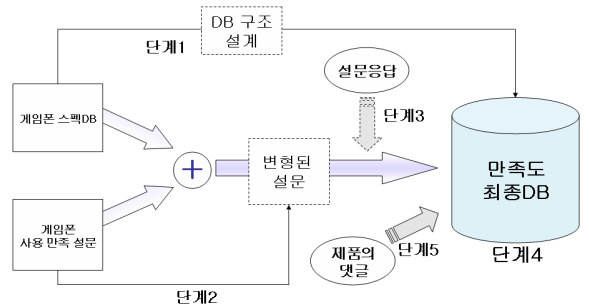 DB 구조
설계
단계1
설문응답
게임폰 스펙DB
단계3
변형된
설문
만족도
최종DB
게임폰
사용 만족 설문
제품의
댓글
단계5
단계4
단계2